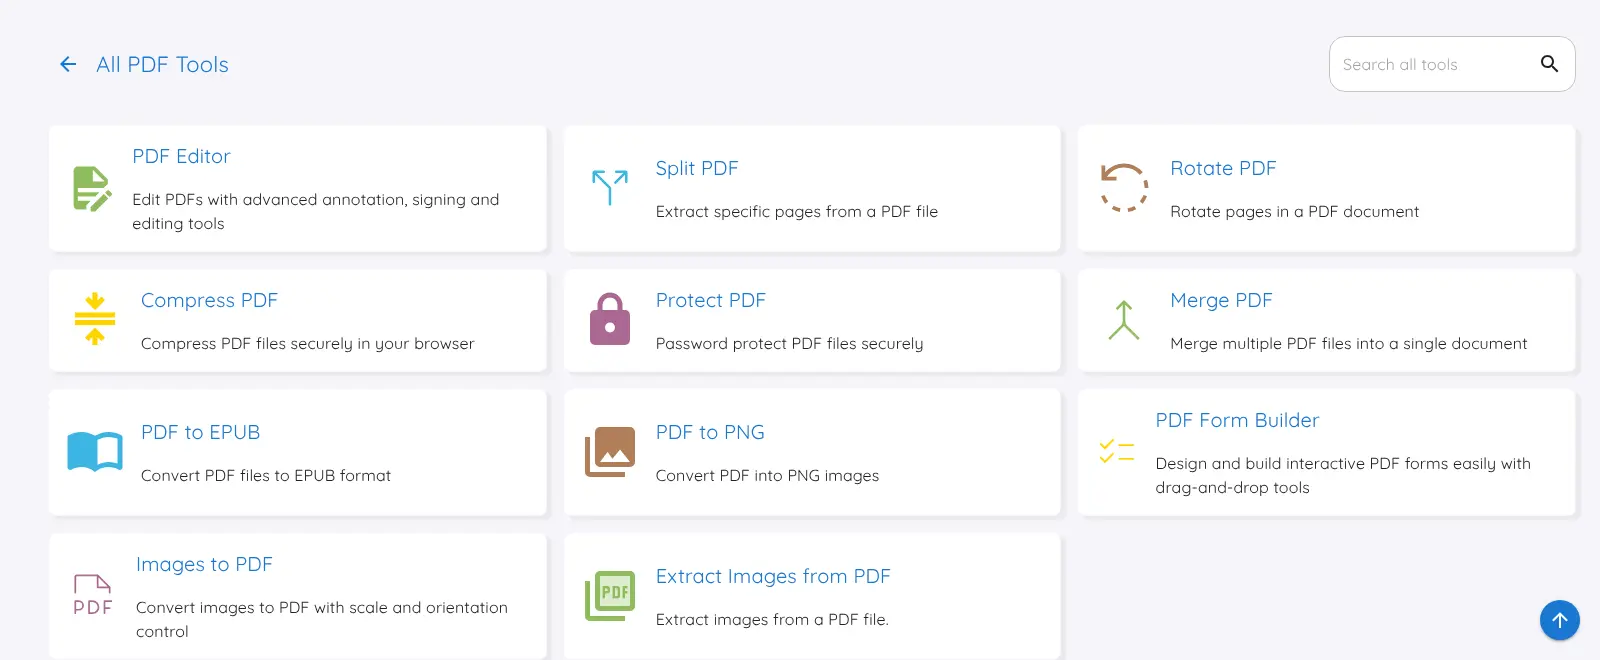 All PDF Tools
Search all tools
PDF Editor
Edit PDFs with advanced annotation, signing and
editing tools
Split PDF
Extract specific pages from a PDF file
Rotate PDF
Rotate pages in a PDF document
Compress PDF
Compress PDF files securely in your browser
Protect PDF
Password protect PDF files securely
Merge PDF
Merge multiple PDF files into a single document
PDF to EPUB
Convert PDF files to EPUB format
PDF to PNG
Convert PDF into PNG images
PDF Form Builder
Design and build interactive PDF forms easily with
drag-and-drop tools
PDF
Images to PDF
Convert images to PDF with scale and orientation
control
PDF
Extract Images from PDF
Extract images from a PDF file.